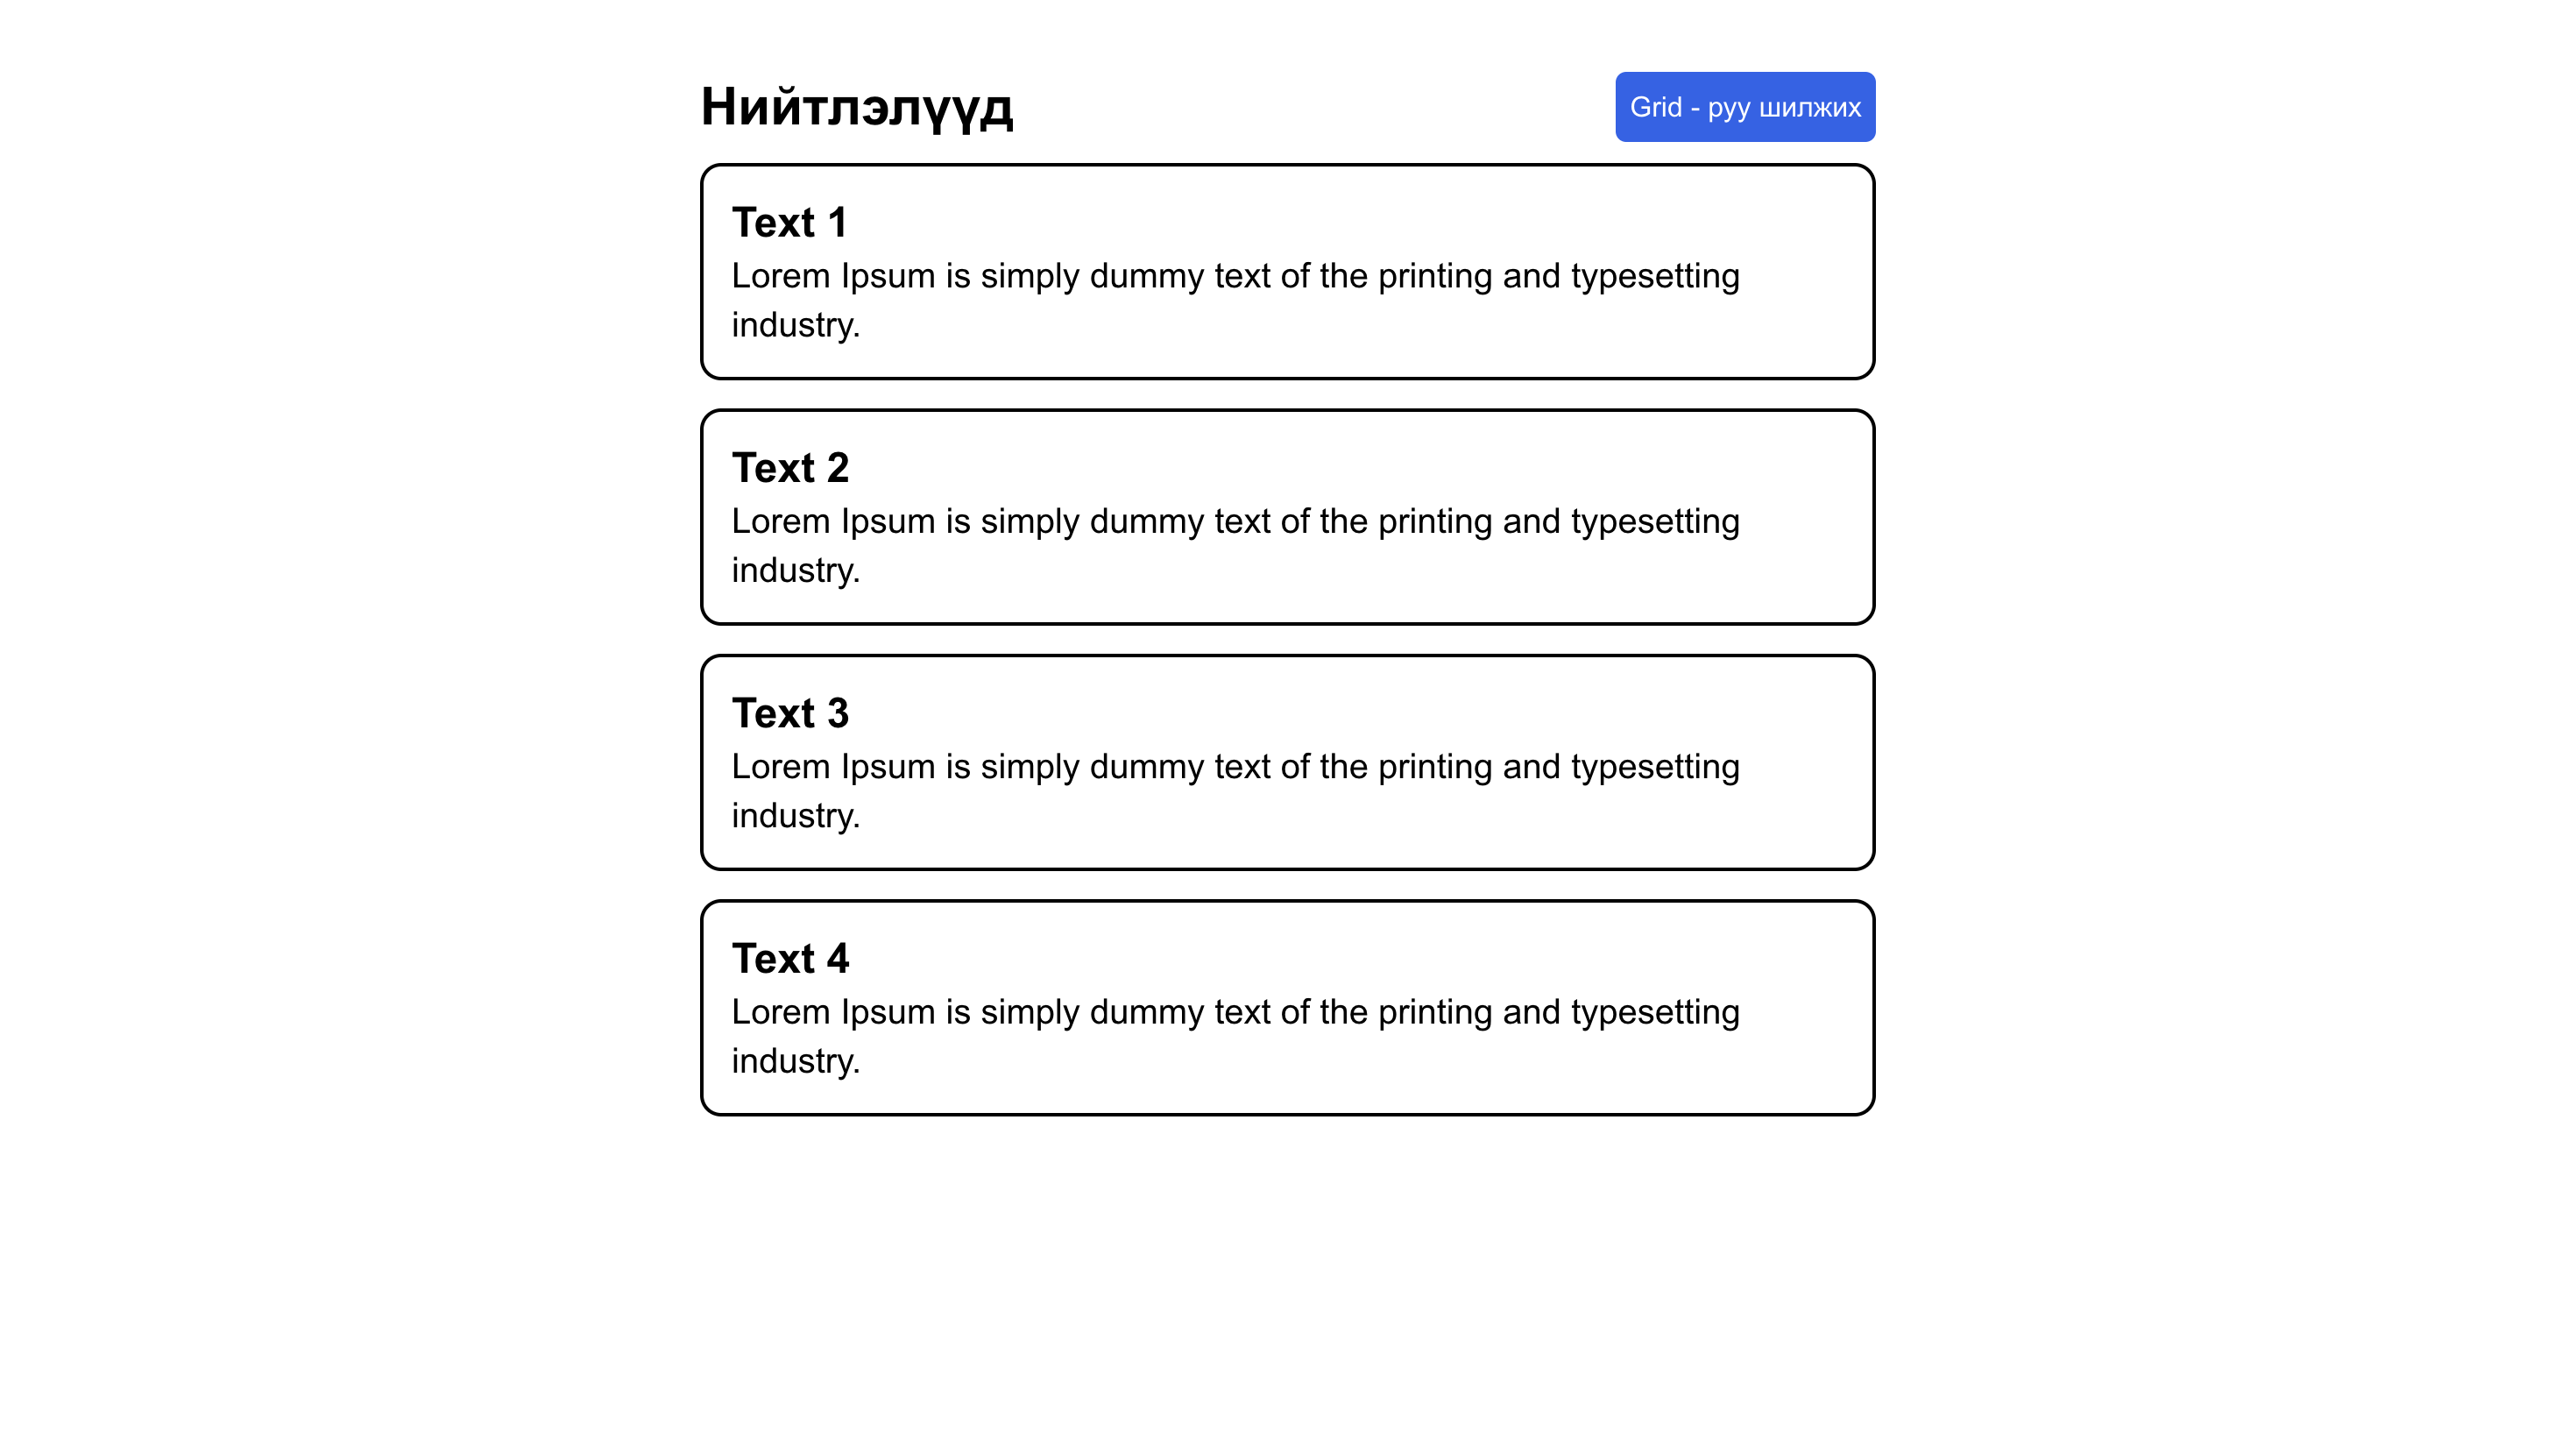 Нийтлэлүүд
Grid - руу шилжих
Text 1
Lorem Ipsum is simply dummy text of the printing and typesetting
industry.
Text 2
Lorem Ipsum is simply dummy text of the printing and typesetting
industry.
Text 3
Lorem Ipsum is simply dummy text of the printing and typesetting
industry.
Text 4
Lorem Ipsum is simply dummy text of the printing and typesetting
industry.